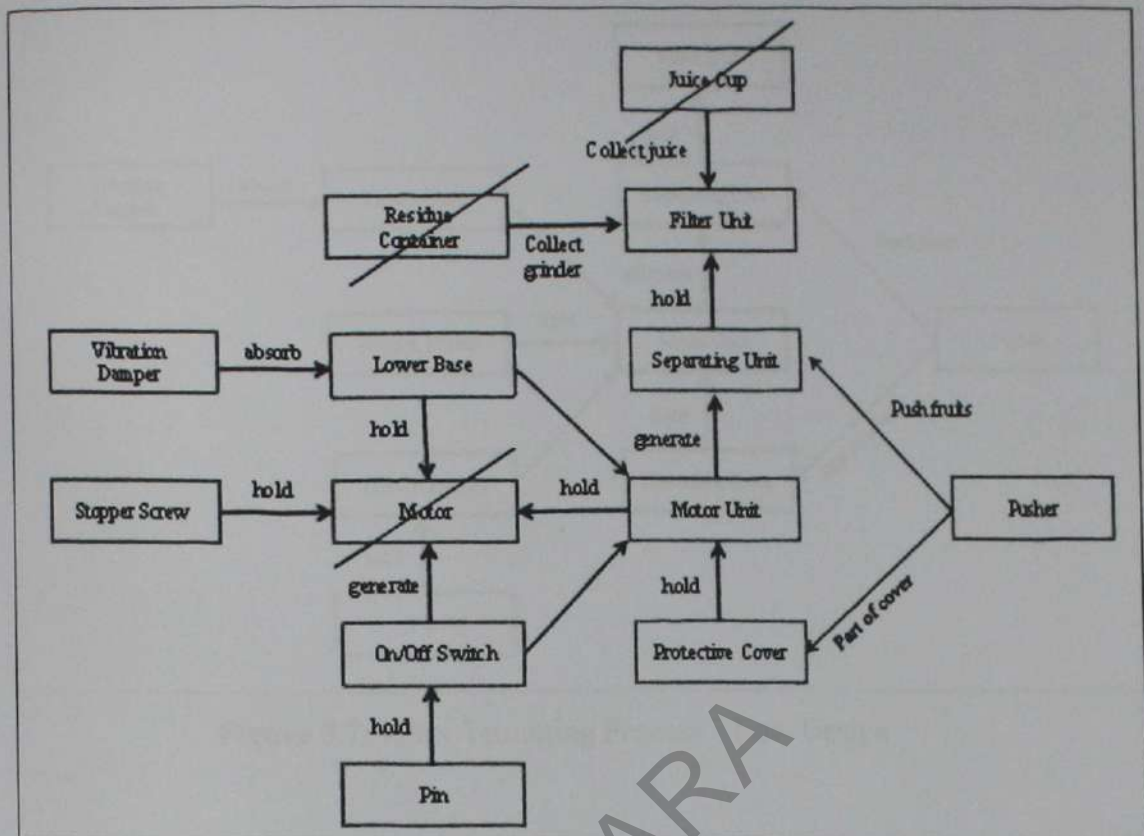 Juice Cup
Collect juice
Residue
Container
Filter Unit
Collect
grinder
hold
Vibration
Damper
absorb
Lower Base
Separating Unit
Push fruits
hold
generate
Stopper Screw
hold
Motor
hold
Motor Unit
Pusher
generate
hold
Part of cover
On/Off Switch
Protective Cover
hold
Pin
ARA